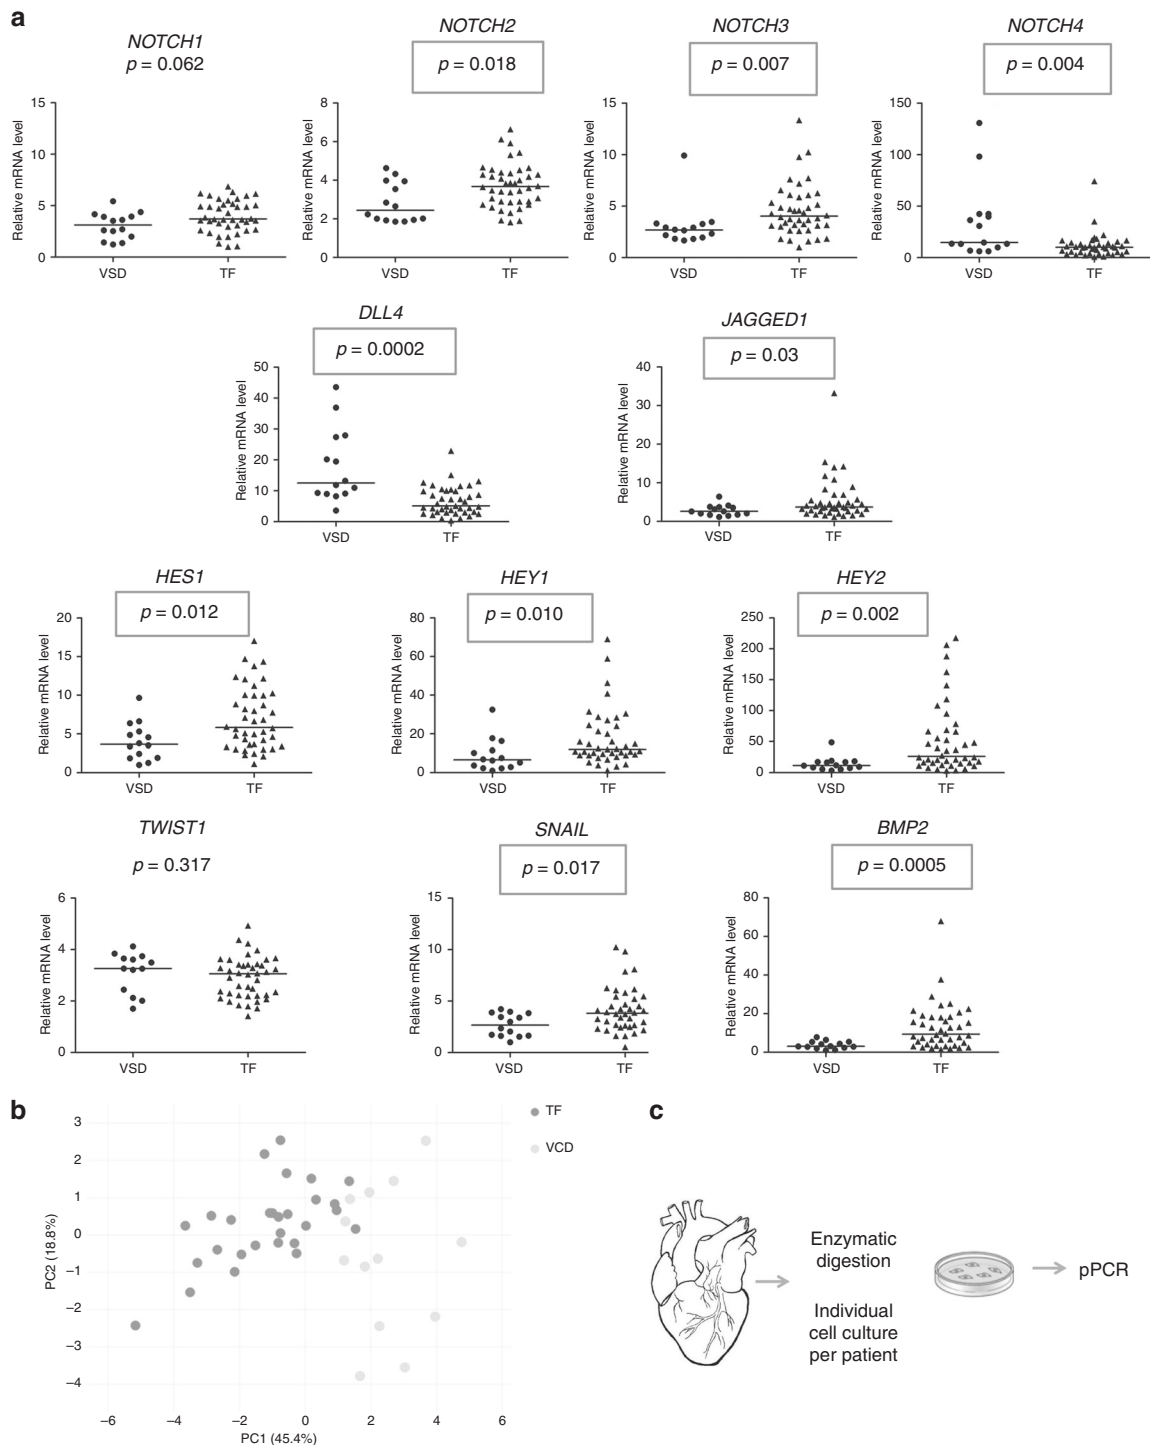 a
NOTCH1
p = 0.062
NOTCH2
p = 0.018
NOTCH3
p = 0.007
NOTCH4
p = 0.004
Relative mRNA level
15
10
5
0
VSD
TF
Relative mRNA level
8
6
4
2
0
VSD
TF
Relative mRNA level
15
10
5
0
VSD
TF
Relative mRNA level
150
100
50
0
VSD
TF
DLL4
p = 0.0002
Relative mRNA level
50
40
30
20
10
0
VSD
TF
JAGGED1
p = 0.03
Relative mRNA level
40
30
20
10
0
VSD
TF
HES1
p = 0.012
Relative mRNA level
20
15
10
5
0
VSD
TF
HEY1
p = 0.010
Relative mRNA level
80
60
40
20
0
VSD
TF
HEY2
p = 0.002
Relative mRNA level
250
200
150
100
50
0
VSD
TF
TWIST1
p = 0.317
Relative mRNA level
6
4
2
0
VSD
TF
SNAIL
p = 0.017
Relative mRNA level
15
10
5
0
VSD
TF
BMP2
p = 0.0005
Relative mRNA level
80
60
40
20
0
VSD
TF
b
PC2 (18.8%)
3
2
1
0
−1
−2
−3
−4
−6
−4
−2
0
2
4
6
PC1 (45.4%)
TF
VCD
c
Enzymatic
digestion
Individual
cell culture
per patient
pPCR